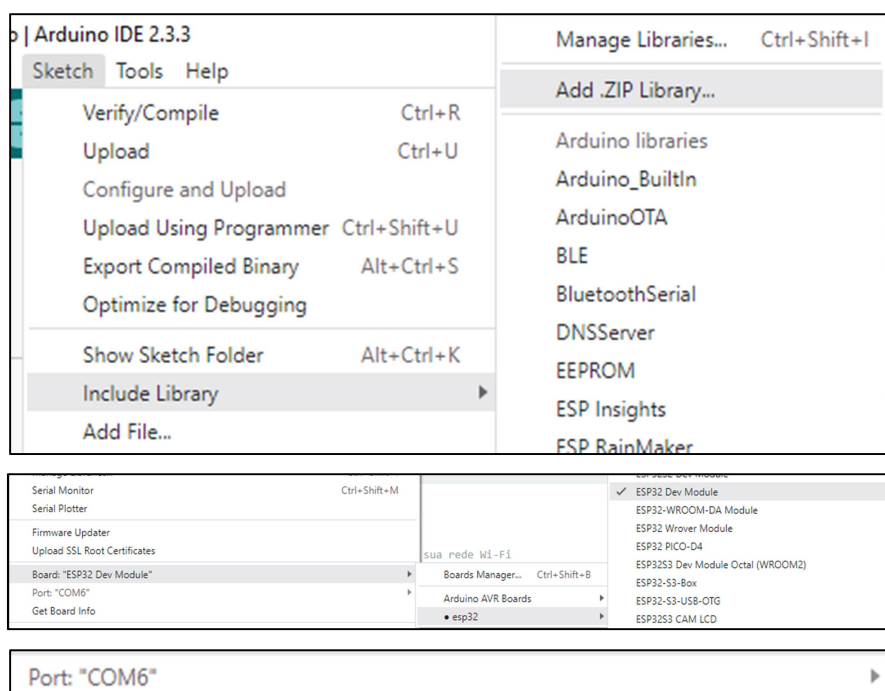 o | Arduino IDE 2.3.3
Sketch Tools Help
Verify/Compile Ctrl+R
Upload Ctrl+U
Configure and Upload
Upload Using Programmer Ctrl+Shift+U
Export Compiled Binary Alt+Ctrl+S
Optimize for Debugging
Show Sketch Folder Alt+Ctrl+K
Include Library
Add File...
Manage Libraries... Ctrl+Shift+I
Add .ZIP Library...
Arduino libraries
Arduino_BuiltIn
ArduinoOTA
BLE
BluetoothSerial
DNSServer
EEPROM
ESP Insights
ESP RainMaker
Serial Monitor Ctrl+Shift+M
Serial Plotter
Firmware Updater
Upload SSL Root Certificates
Board: "ESP32 Dev Module"
Port: "COM6"
Get Board Info
sua rede Wi-Fi
Boards Manager... Ctrl+Shift+B
Arduino AVR Boards
• esp32
✓ ESP32 Dev Module
ESP32-WROOM-DA Module
ESP32 Wrover Module
ESP32 PICO-D4
ESP32S3 Dev Module Octal (WROOM2)
ESP32-S3-Box
ESP32-S3-USB-OTG
ESP32S3 CAM LCD
Port: "COM6"